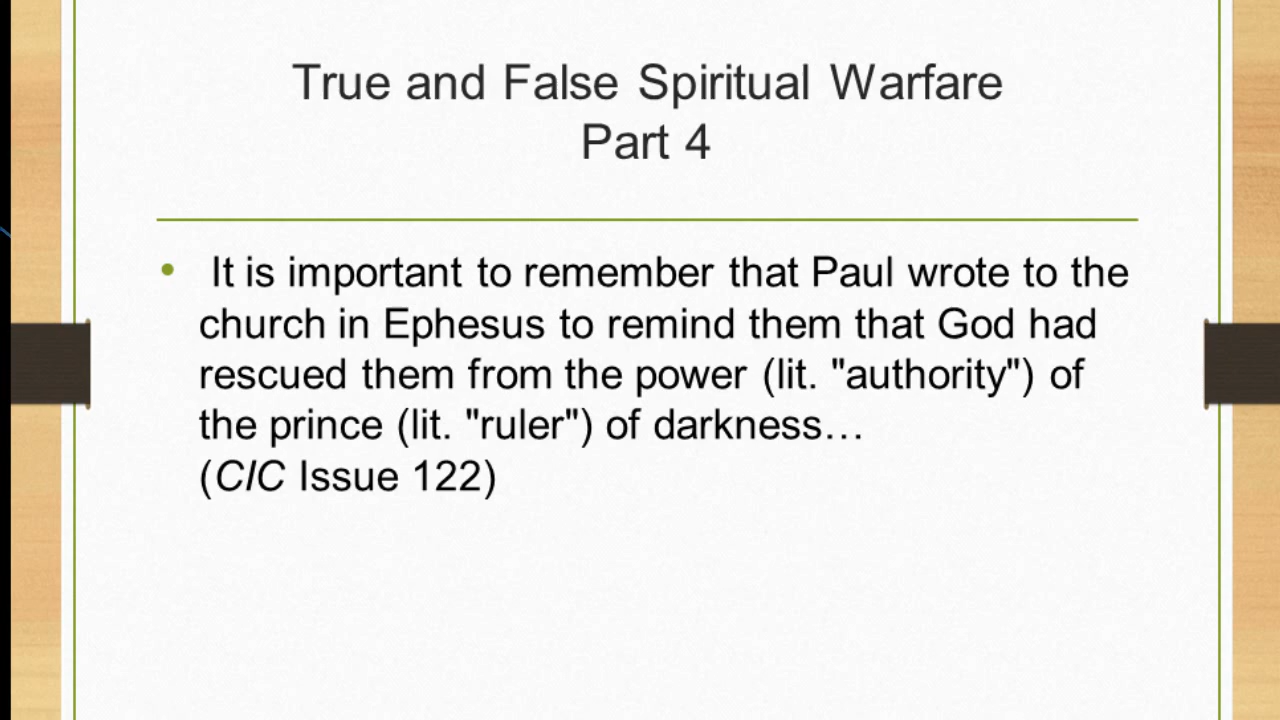 True and False Spiritual Warfare
Part 4
• It is important to remember that Paul wrote to the
church in Ephesus to remind them that God had
rescued them from the power (lit. "authority") of
the prince (lit. "ruler") of darkness…
(CIC Issue 122)